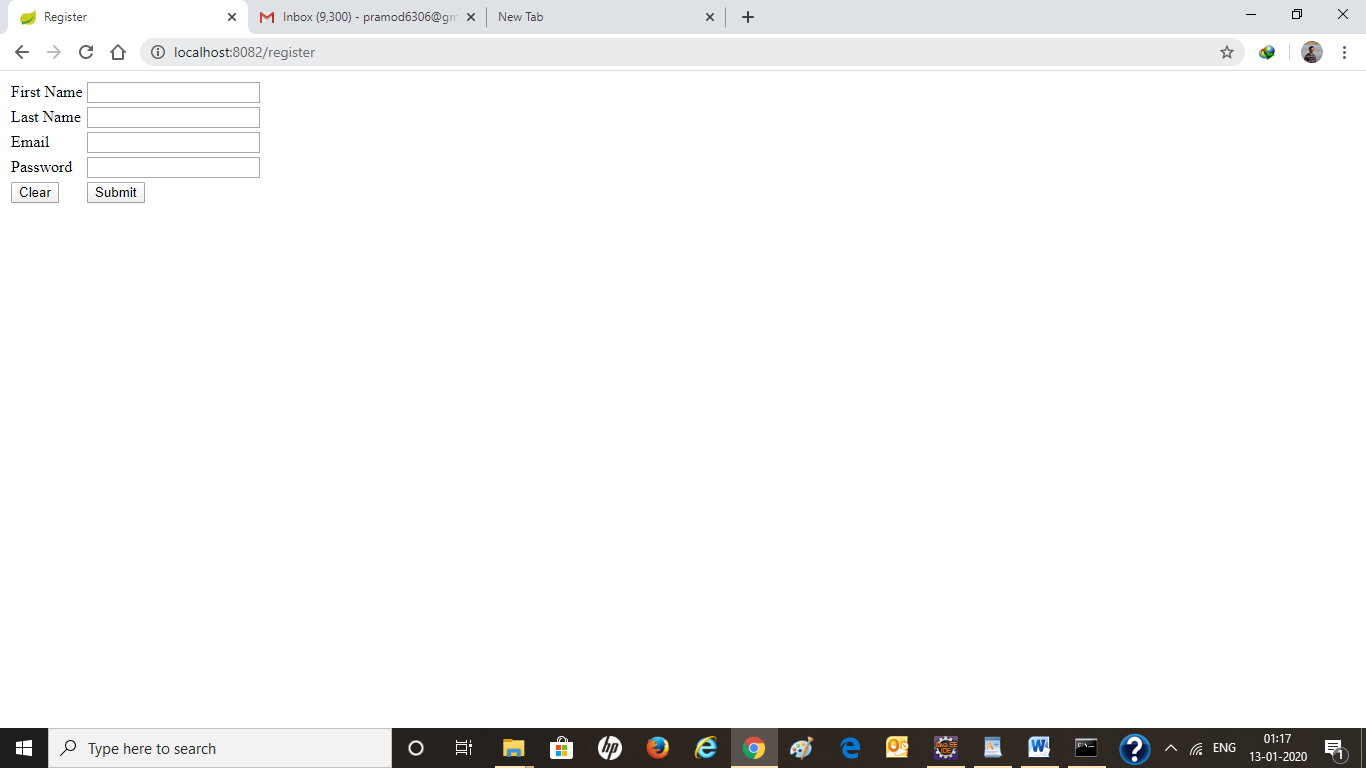 Register
Inbox (9,300) - pramod6306@gm
New Tab
localhost:8082/register
First Name
Last Name
Email
Password
Clear Submit
Type here to search
hp
ENG
01:17
13-01-2020
1